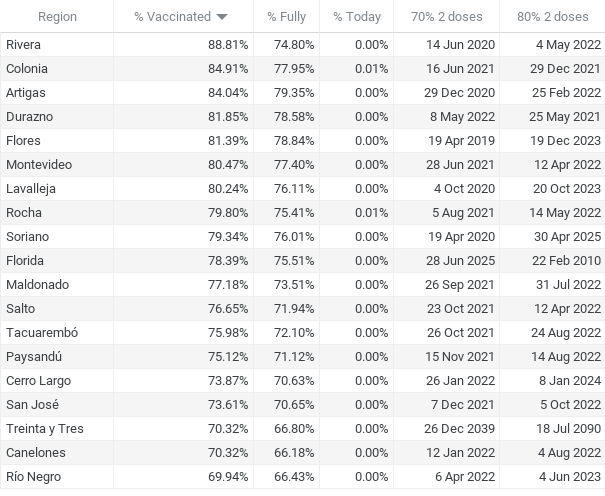 Region % Vaccinated % Fully % Today 70% 2 doses 80% 2 doses
Rivera 88.81% 74.80% 0.00% 14 Jun 2020 4 May 2022
Colonia 84.91% 77.95% 0.01% 16 Jun 2021 29 Dec 2021
Artigas 84.04% 79.35% 0.00% 29 Dec 2020 25 Feb 2022
Durazno 81.85% 78.58% 0.00% 8 May 2022 25 May 2021
Flores 81.39% 78.84% 0.00% 19 Apr 2019 19 Dec 2023
Montevideo 80.47% 77.40% 0.00% 28 Jun 2021 12 Apr 2022
Lavalleja 80.24% 76.11% 0.00% 4 Oct 2020 20 Oct 2023
Rocha 79.80% 75.41% 0.01% 5 Aug 2021 14 May 2022
Soriano 79.34% 76.01% 0.00% 19 Apr 2020 30 Apr 2025
Florida 78.39% 75.51% 0.00% 28 Jun 2025 22 Feb 2010
Maldonado 77.18% 73.51% 0.00% 26 Sep 2021 31 Jul 2022
Salto 76.65% 71.94% 0.00% 23 Oct 2021 12 Apr 2022
Tacuarembó 75.98% 72.10% 0.00% 26 Oct 2021 24 Aug 2022
Paysandú 75.12% 71.12% 0.00% 15 Nov 2021 14 Aug 2022
Cerro Largo 73.87% 70.63% 0.00% 26 Jan 2022 8 Jan 2024
San José 73.61% 70.65% 0.00% 7 Dec 2021 5 Oct 2022
Treinta y Tres 70.32% 66.80% 0.00% 26 Dec 2039 18 Jul 2090
Canelones 70.32% 66.18% 0.00% 12 Jan 2022 4 Aug 2022
Río Negro 69.94% 66.43% 0.00% 6 Apr 2022 4 Jun 2023